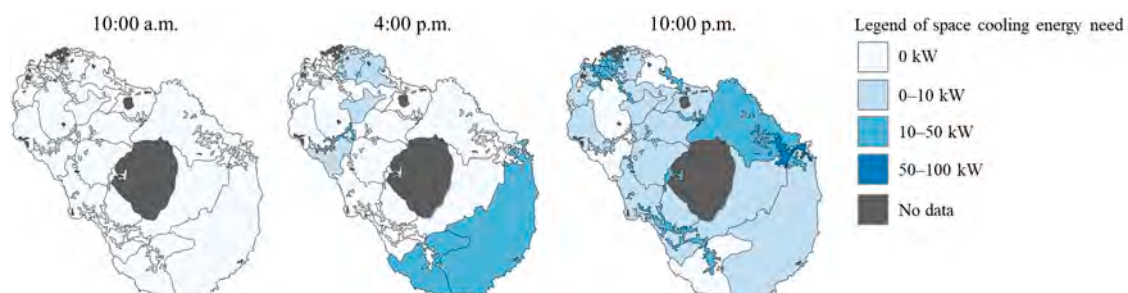 10:00 a.m.
4:00 p.m.
10:00 p.m.
Legend of space cooling energy need
0 kW
0–10 kW
10–50 kW
50–100 kW
No data